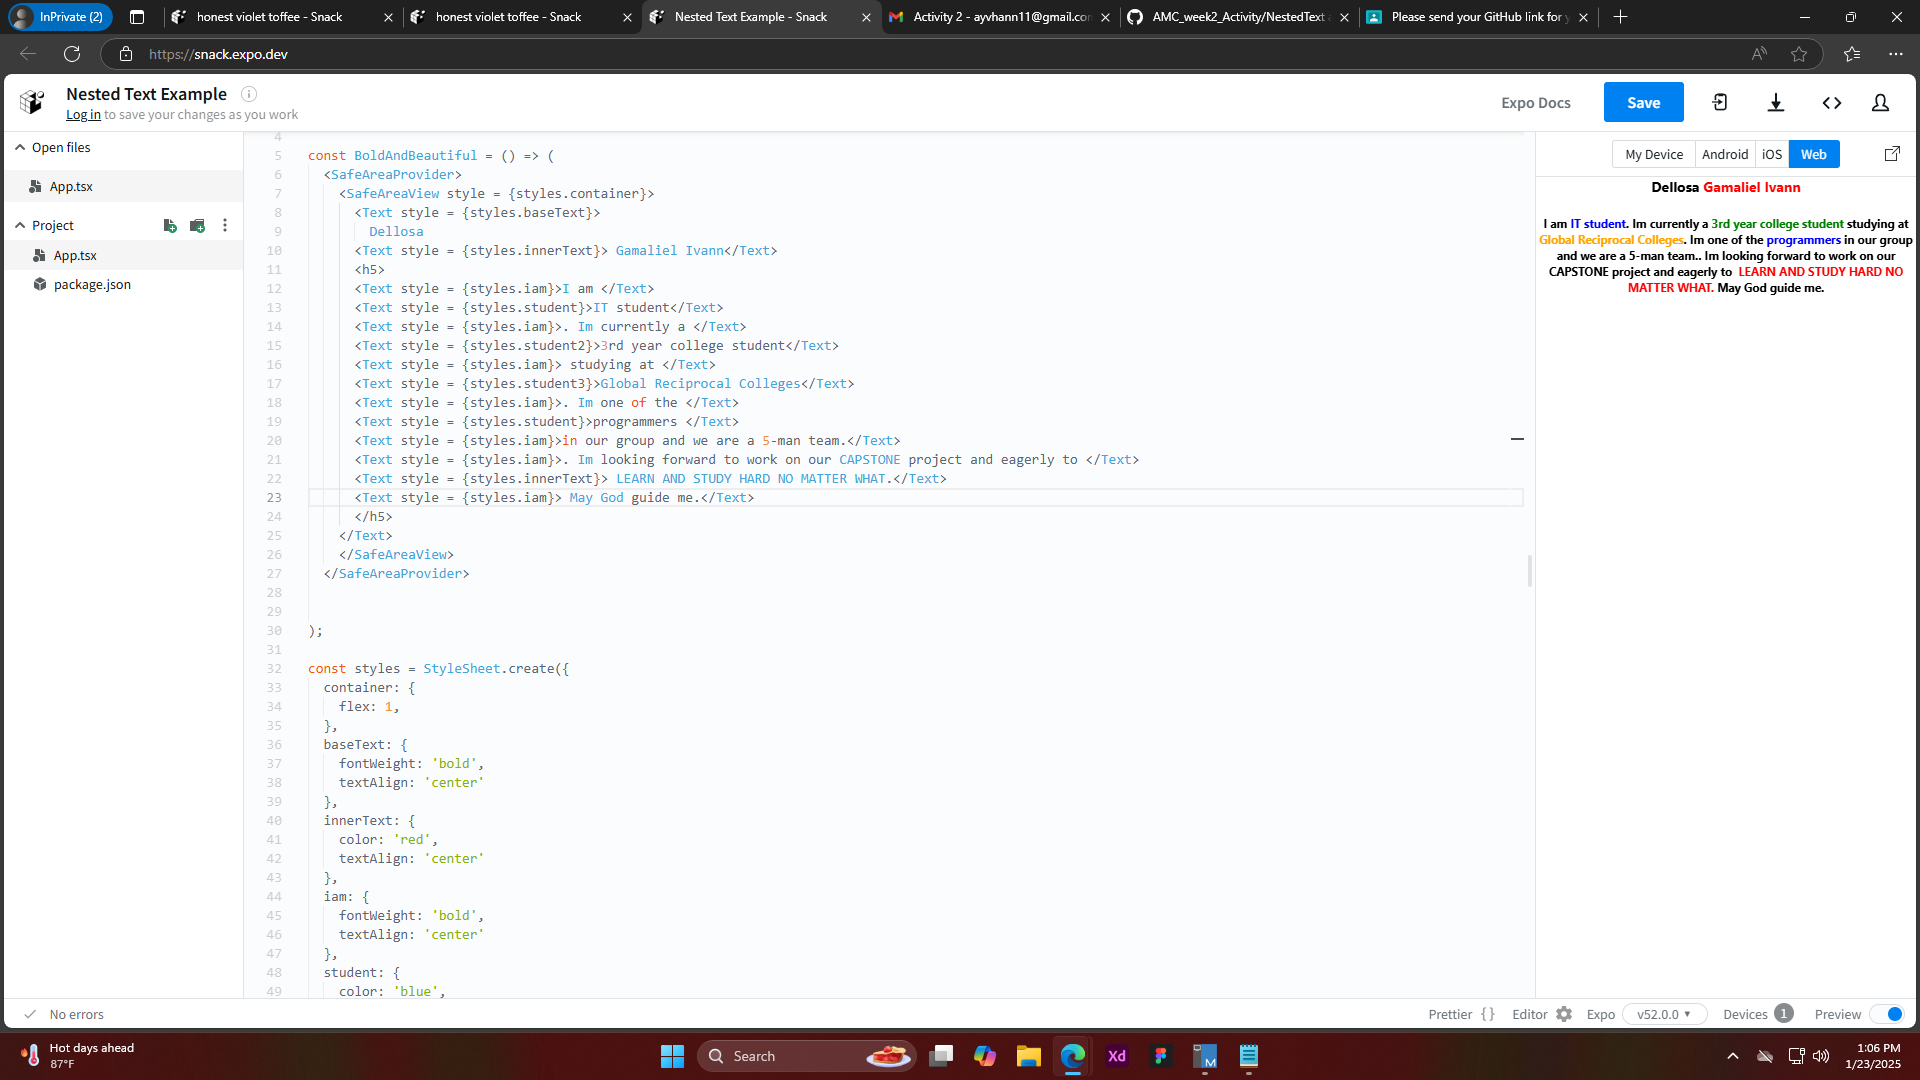 InPrivate (2)
honest violet toffee - Snack
honest violet toffee - Snack
Nested Text Example - Snack
Activity 2 - ayvhann11@gmail.com
AMC_week2_Activity/NestedText
Please send your GitHub link for y
https://snack.expo.dev
Nested Text Example
Log in to save your changes as you work
Expo Docs
Save
Open files
App.tsx
Project
App.tsx
package.json
4
5 const BoldAndBeautiful = () => (
6 <SafeAreaProvider>
7 <SafeAreaView style = {styles.container}>
8 <Text style = {styles.baseText}>
9 Dellosa
10 <Text style = {styles.innerText}> Gamaliel Ivann</Text>
11 <h5>
12 <Text style = {styles.iam}>I am </Text>
13 <Text style = {styles.student}>IT student</Text>
14 <Text style = {styles.iam}>. Im currently a </Text>
15 <Text style = {styles.student2}>3rd year college student</Text>
16 <Text style = {styles.iam}> studying at </Text>
17 <Text style = {styles.student3}>Global Reciprocal Colleges</Text>
18 <Text style = {styles.iam}>. Im one of the </Text>
19 <Text style = {styles.student}>programmers </Text>
20 <Text style = {styles.iam}>in our group and we are a 5-man team.</Text>
21 <Text style = {styles.iam}>. Im looking forward to work on our CAPSTONE project and eagerly to </Text>
22 <Text style = {styles.innerText}> LEARN AND STUDY HARD NO MATTER WHAT.</Text>
23 <Text style = {styles.iam}> May God guide me.</Text>
24 </h5>
25 </Text>
26 </SafeAreaView>
27 </SafeAreaProvider>
28
29
30 );
31
32 const styles = StyleSheet.create({
33 container: {
34 flex: 1,
35 },
36 baseText: {
37 fontWeight: 'bold',
38 textAlign: 'center'
39 },
40 innerText: {
41 color: 'red',
42 textAlign: 'center'
43 },
44 iam: {
45 fontWeight: 'bold',
46 textAlign: 'center'
47 },
48 student: {
49 color: 'blue',
My Device
Android
iOS
Web
Dellosa Gamaliel Ivann
I am IT student. Im currently a 3rd year college student studying at
Global Reciprocal Colleges. Im one of the programmers in our group
and we are a 5-man team.. Im looking forward to work on our
CAPSTONE project and eagerly to LEARN AND STUDY HARD NO
MATTER WHAT. May God guide me.
No errors
Prettier { }
Editor
Expo
v52.0.0
Devices 1
Preview
Hot days ahead
87°F
Search
Xd
M
1:06 PM
1/23/2025